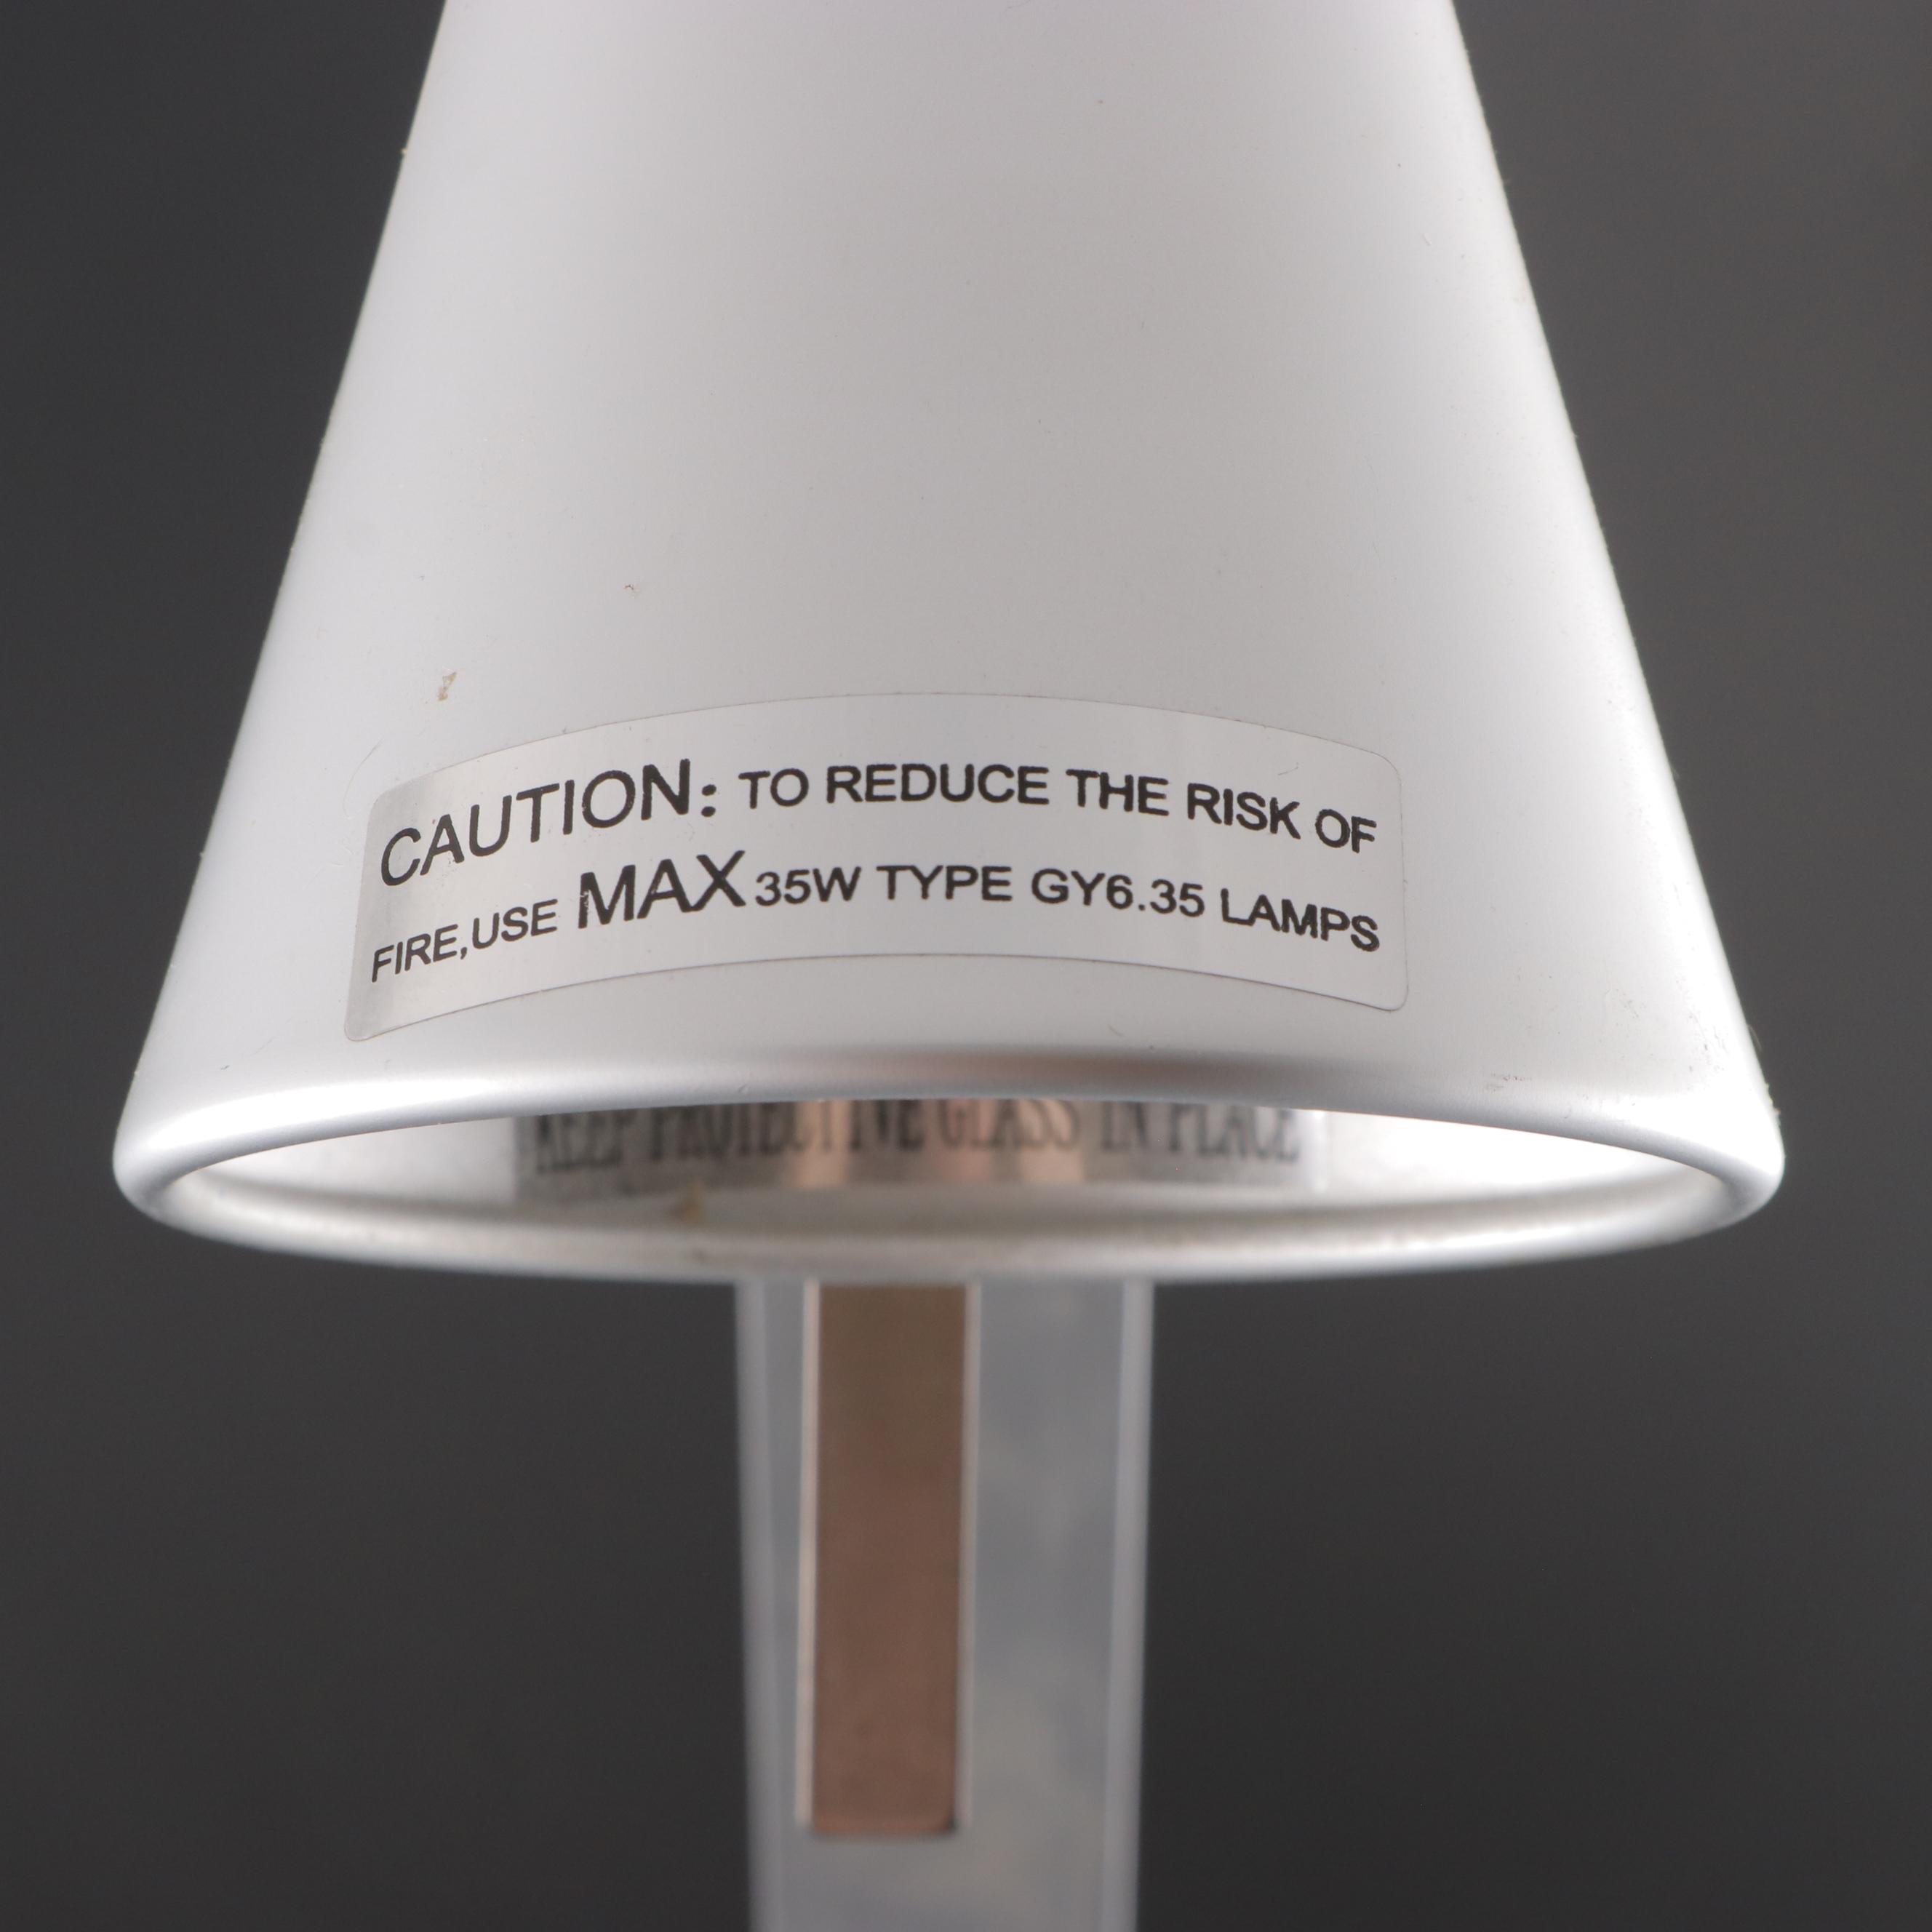 CAUTION: TO REDUCE THE RISK OF
FIRE,USE MAX 35W TYPE GY6.35 LAMPS
KEEP PROTECTIVE GLASS IN PLACE